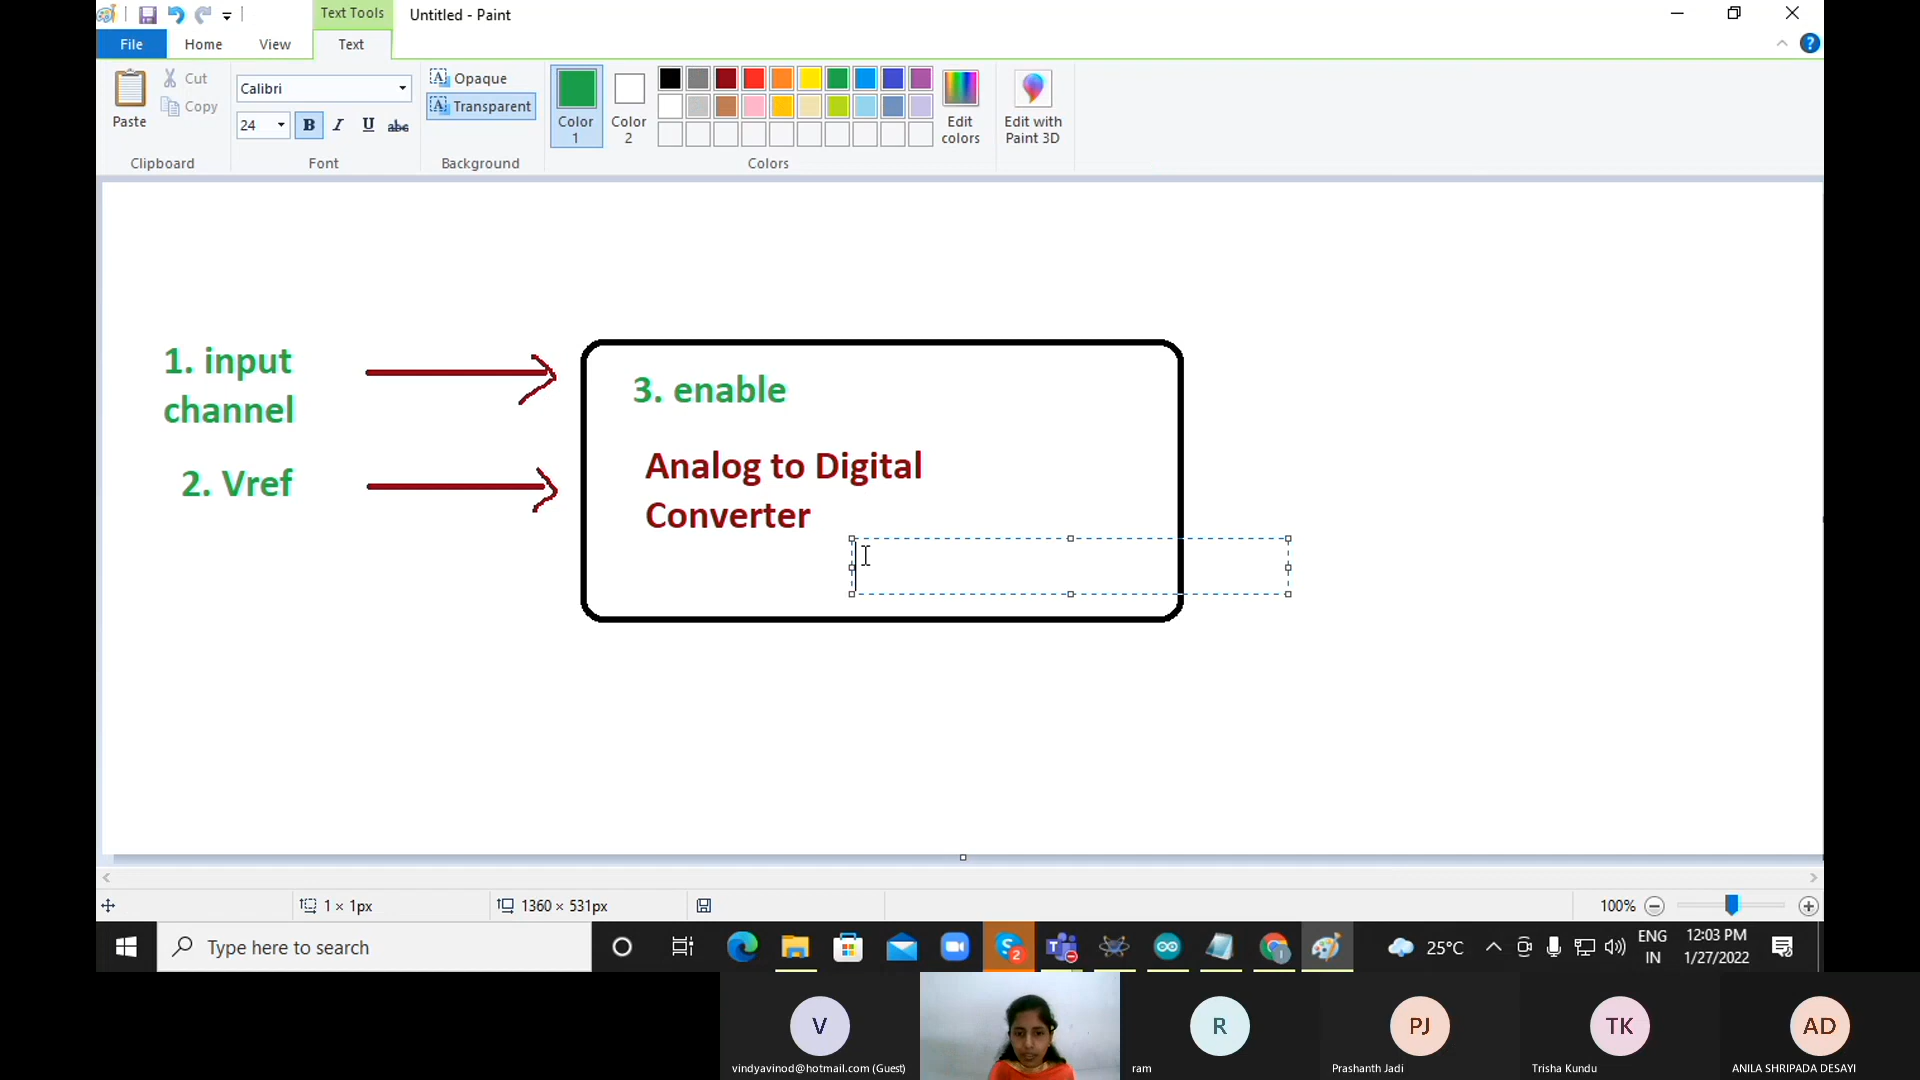 Text Tools
Untitled - Paint
File
Home
View
Text
Paste
Cut
Copy
Clipboard
Calibri
24
B
I
U
abc
Font
A Opaque
A Transparent
Background
Color
1
Color
2
Edit
colors
Colors
Edit with
Paint 3D
?
1. input
channel
2. Vref
3. enable
Analog to Digital
Converter
1 × 1px
1360 × 531px
100%
Type here to search
S
2
25°C
ENG
IN
12:03 PM
1/27/2022
V
R
PJ
TK
AD
vindyavinod@hotmail.com (Guest)
ram
Prashanth Jadi
Trisha Kundu
ANILA SHRIPADA DESAYI